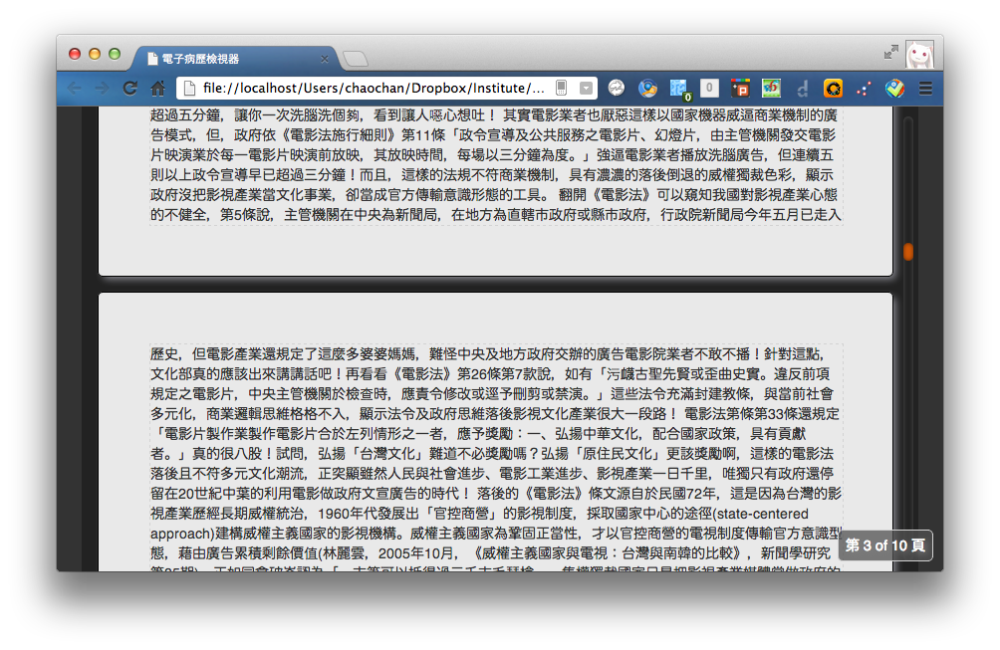 電子病歷檢視器
file://localhost/Users/chaochan/Dropbox/Institute/...
0
0
超過五分鐘，讓你一次洗腦洗個夠，看到讓人噁心想吐！ 其實電影業者也厭惡這樣以國家機器威逼商業機制的廣
告模式，但，政府依《電影法施行細則》第11條「政令宣導及公共服務之電影片、幻燈片，由主管機關發交電影
片映演業於每一電影片映演前放映，其放映時間，每場以三分鐘為度。」強逼電影業者播放洗腦廣告，但連續五
則以上政令宣導早已超過三分鐘！而且，這樣的法規不符商業機制，具有濃濃的落後倒退的威權獨裁色彩，顯示
政府沒把影視產業當文化事業，卻當成官方傳輸意識形態的工具。 翻開《電影法》可以窺知我國對影視產業心態
的不健全，第5條說，主管機關在中央為新聞局，在地方為直轄市政府或縣市政府，行政院新聞局今年五月已走入
歷史，但電影產業還規定了這麼多婆婆媽媽，難怪中央及地方政府交辦的廣告電影院業者不敢不播！針對這點，
文化部真的應該出來講講話吧！再看看《電影法》第26條第7款說，如有「污衊古聖先賢或歪曲史實。違反前項
規定之電影片，中央主管機關於檢查時，應責令修改或逕予刪剪或禁演。」這些法令充滿封建教條，與當前社會
多元化，商業邏輯思維格格不入，顯示法令及政府思維落後影視文化產業很大一段路！ 電影法第條第33條還規定
「電影片製作業製作電影片合於左列情形之一者，應予獎勵：一、弘揚中華文化，配合國家政策，具有貢獻
者。」真的很八股！試問，弘揚「台灣文化」難道不必獎勵嗎？弘揚「原住民文化」更該獎勵啊，這樣的電影法
落後且不符多元文化潮流，正突顯雖然人民與社會進步、電影工業進步、影視產業一日千里，唯獨只有政府還停
留在20世紀中葉的利用電影做政府文宣廣告的時代！ 落後的《電影法》條文源自於民國72年，這是因為台灣的影
視產業歷經長期威權統治，1960年代發展出「官控商營」的影視制度，採取國家中心的途徑(state-centered
approach)建構威權主義國家的影視機構。威權主義國家為鞏固正當性，才以官控商營的電視制度傳輸官方意識型
態，藉由廣告累積剩餘價值(林麗雲，2005年10月，《威權主義國家與電視：台灣與南韓的比較》，新聞學研究
第 3 of 10 頁